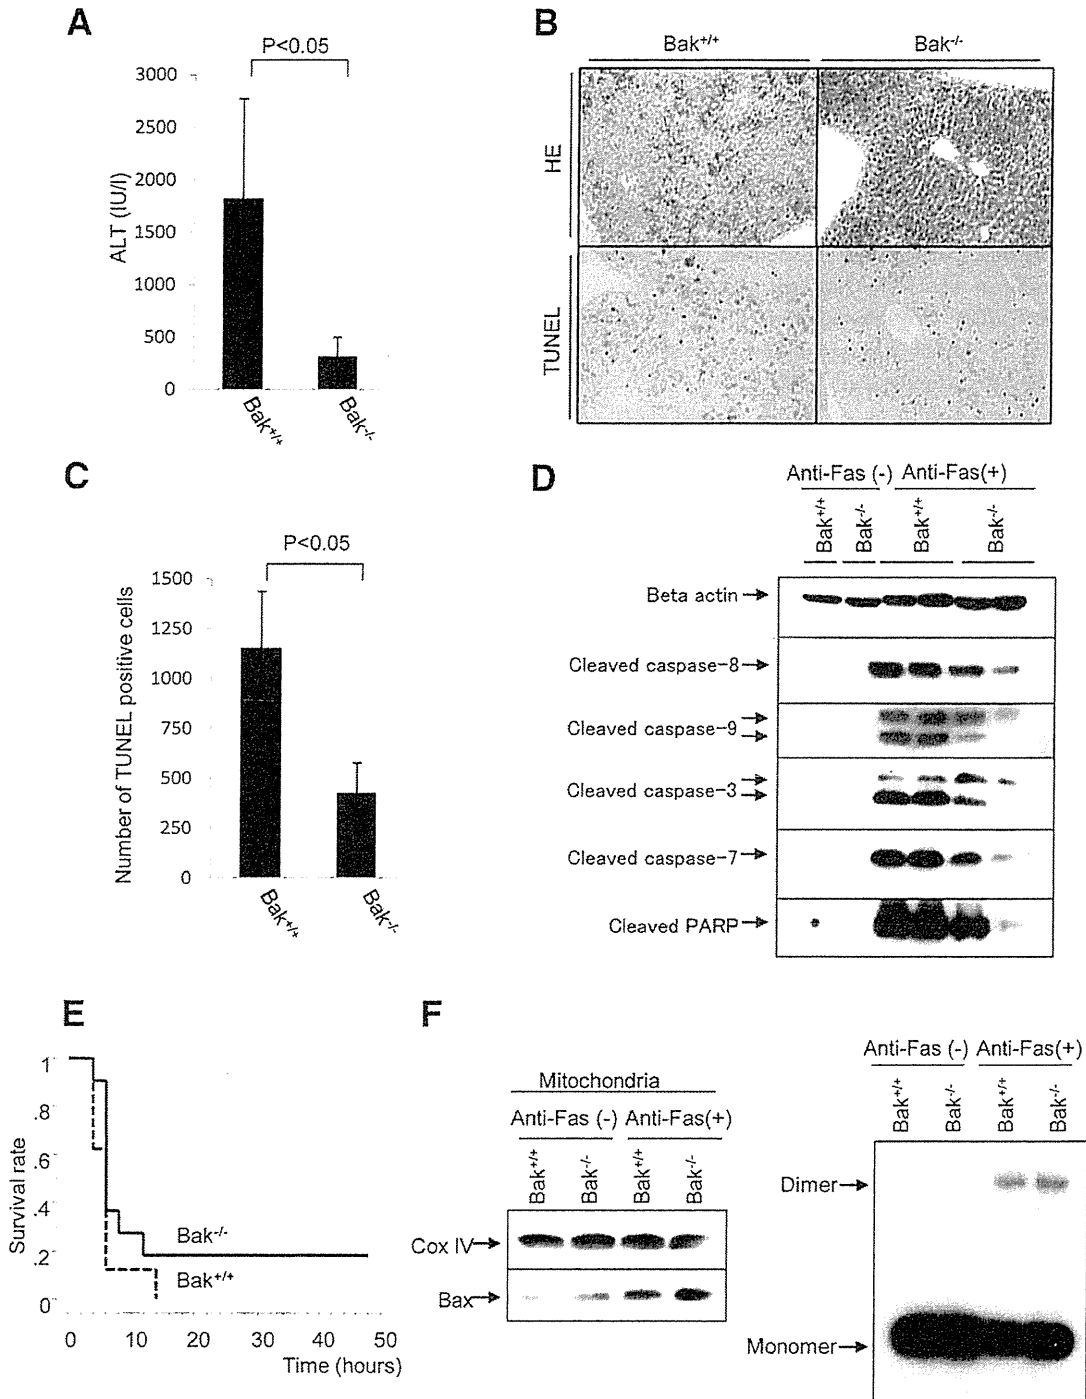 A
P<0.05
3000
2500
2000
1500
1000
500
0
ALT (IU/l)
Bak+/+
Bak-/-
B
Bak+/+
Bak-/-
HE
TUNEL
C
P<0.05
1500
1250
1000
750
500
250
0
Number of TUNEL positive cells
Bak+/+
Bak-/-
D
Anti-Fas (-) Anti-Fas(+)
Bak+/+
Bak-/-
Bak+/+
Bak-/-
Beta actin
Cleaved caspase-8
Cleaved caspase-9
Cleaved caspase-3
Cleaved caspase-7
Cleaved PARP
E
1
.8
.6
.4
.2
0
Survival rate
Bak-/-
Bak+/+
0 10 20 30 40 50
Time (hours)
F
Mitochondria
Anti-Fas (-) Anti-Fas(+)
Bak+/+
Bak-/-
Bak+/+
Bak-/-
Cox IV
Bax
Anti-Fas (-) Anti-Fas(+)
Bak+/+
Bak-/-
Bak+/+
Bak-/-
Dimer
Monomer